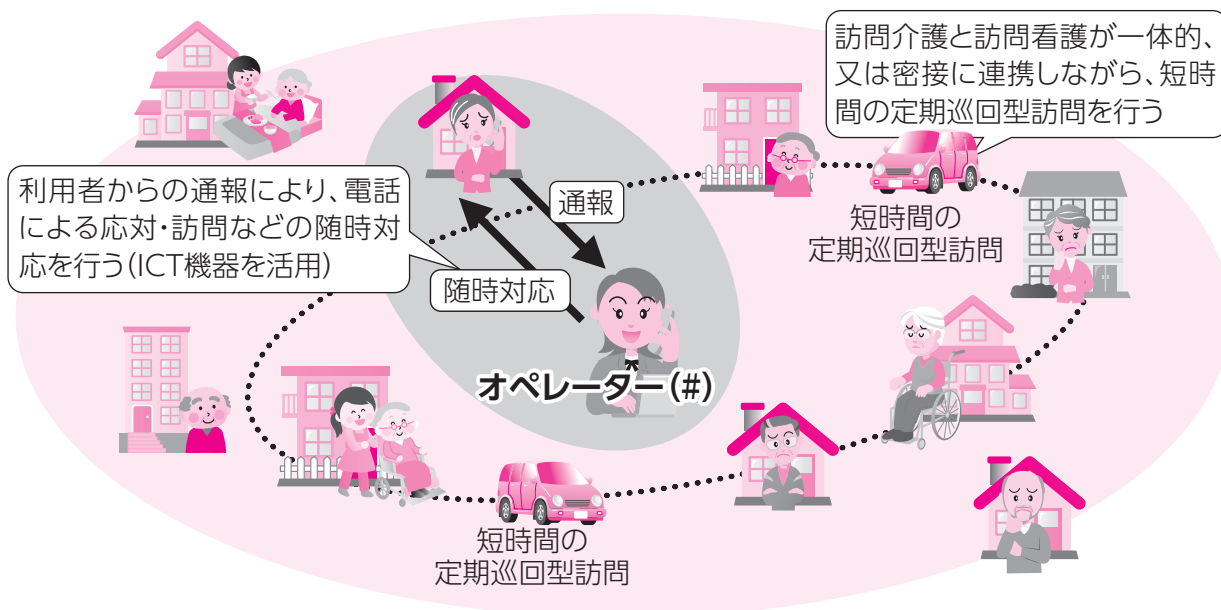 訪問介護と訪問看護が一体的、
又は密接に連携しながら、短時
間の定期巡回型訪問を行う
利用者からの通報により、電話
による応対・訪問などの随時対
応を行う(ICT機器を活用)
通報
随時対応
オペレーター(#)
短時間の
定期巡回型訪問
短時間の
定期巡回型訪問